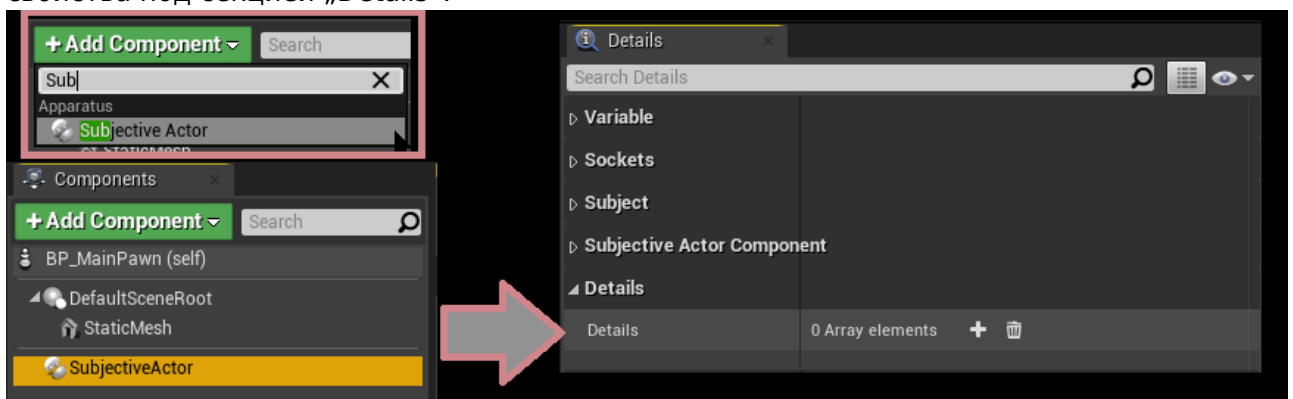 свойства под секцией „Details“.
+ Add Component
Search
Sub
Apparatus
Subjective Actor
StaticMesh
Components
+ Add Component
Search
BP_MainPawn (self)
DefaultSceneRoot
StaticMesh
SubjectiveActor
Details
Search Details
Variable
Sockets
Subject
Subjective Actor Component
Details
Details 0 Array elements